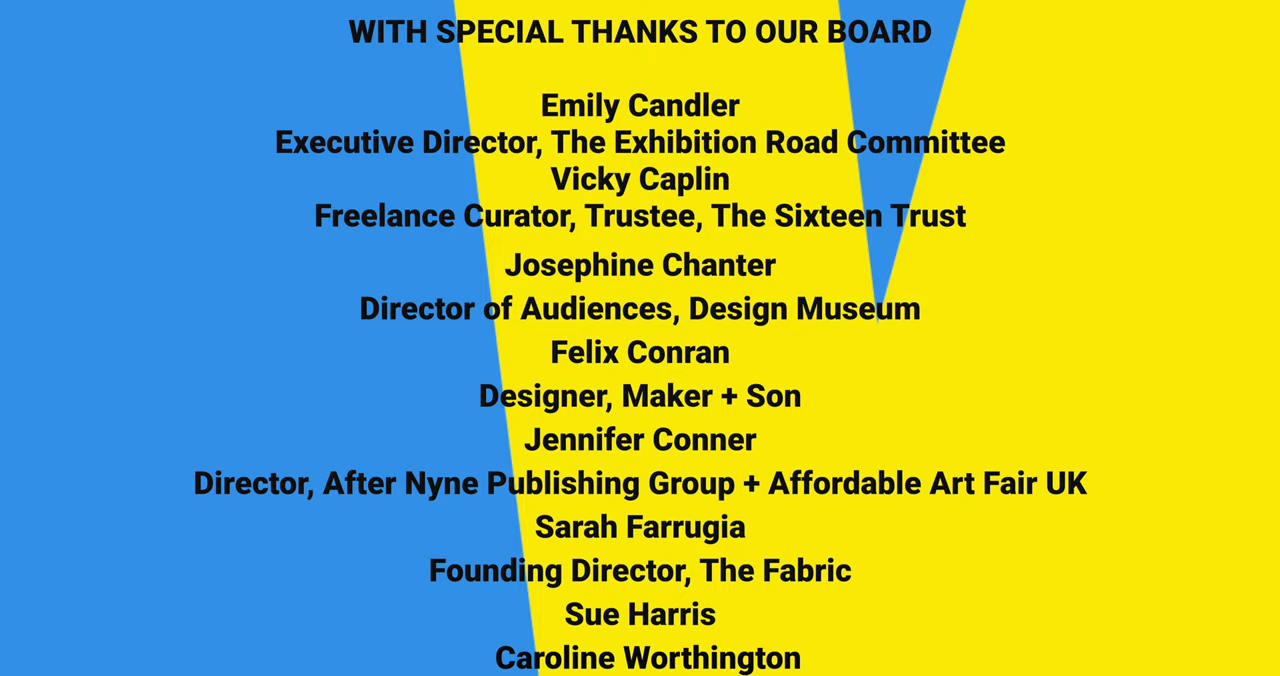 WITH SPECIAL THANKS TO OUR BOARD
Emily Candler
Executive Director, The Exhibition Road Committee
Vicky Caplin
Freelance Curator, Trustee, The Sixteen Trust
Josephine Chanter
Director of Audiences, Design Museum
Felix Conran
Designer, Maker + Son
Jennifer Conner
Director, After Nyne Publishing Group + Affordable Art Fair UK
Sarah Farrugia
Founding Director, The Fabric
Sue Harris
Caroline Worthington